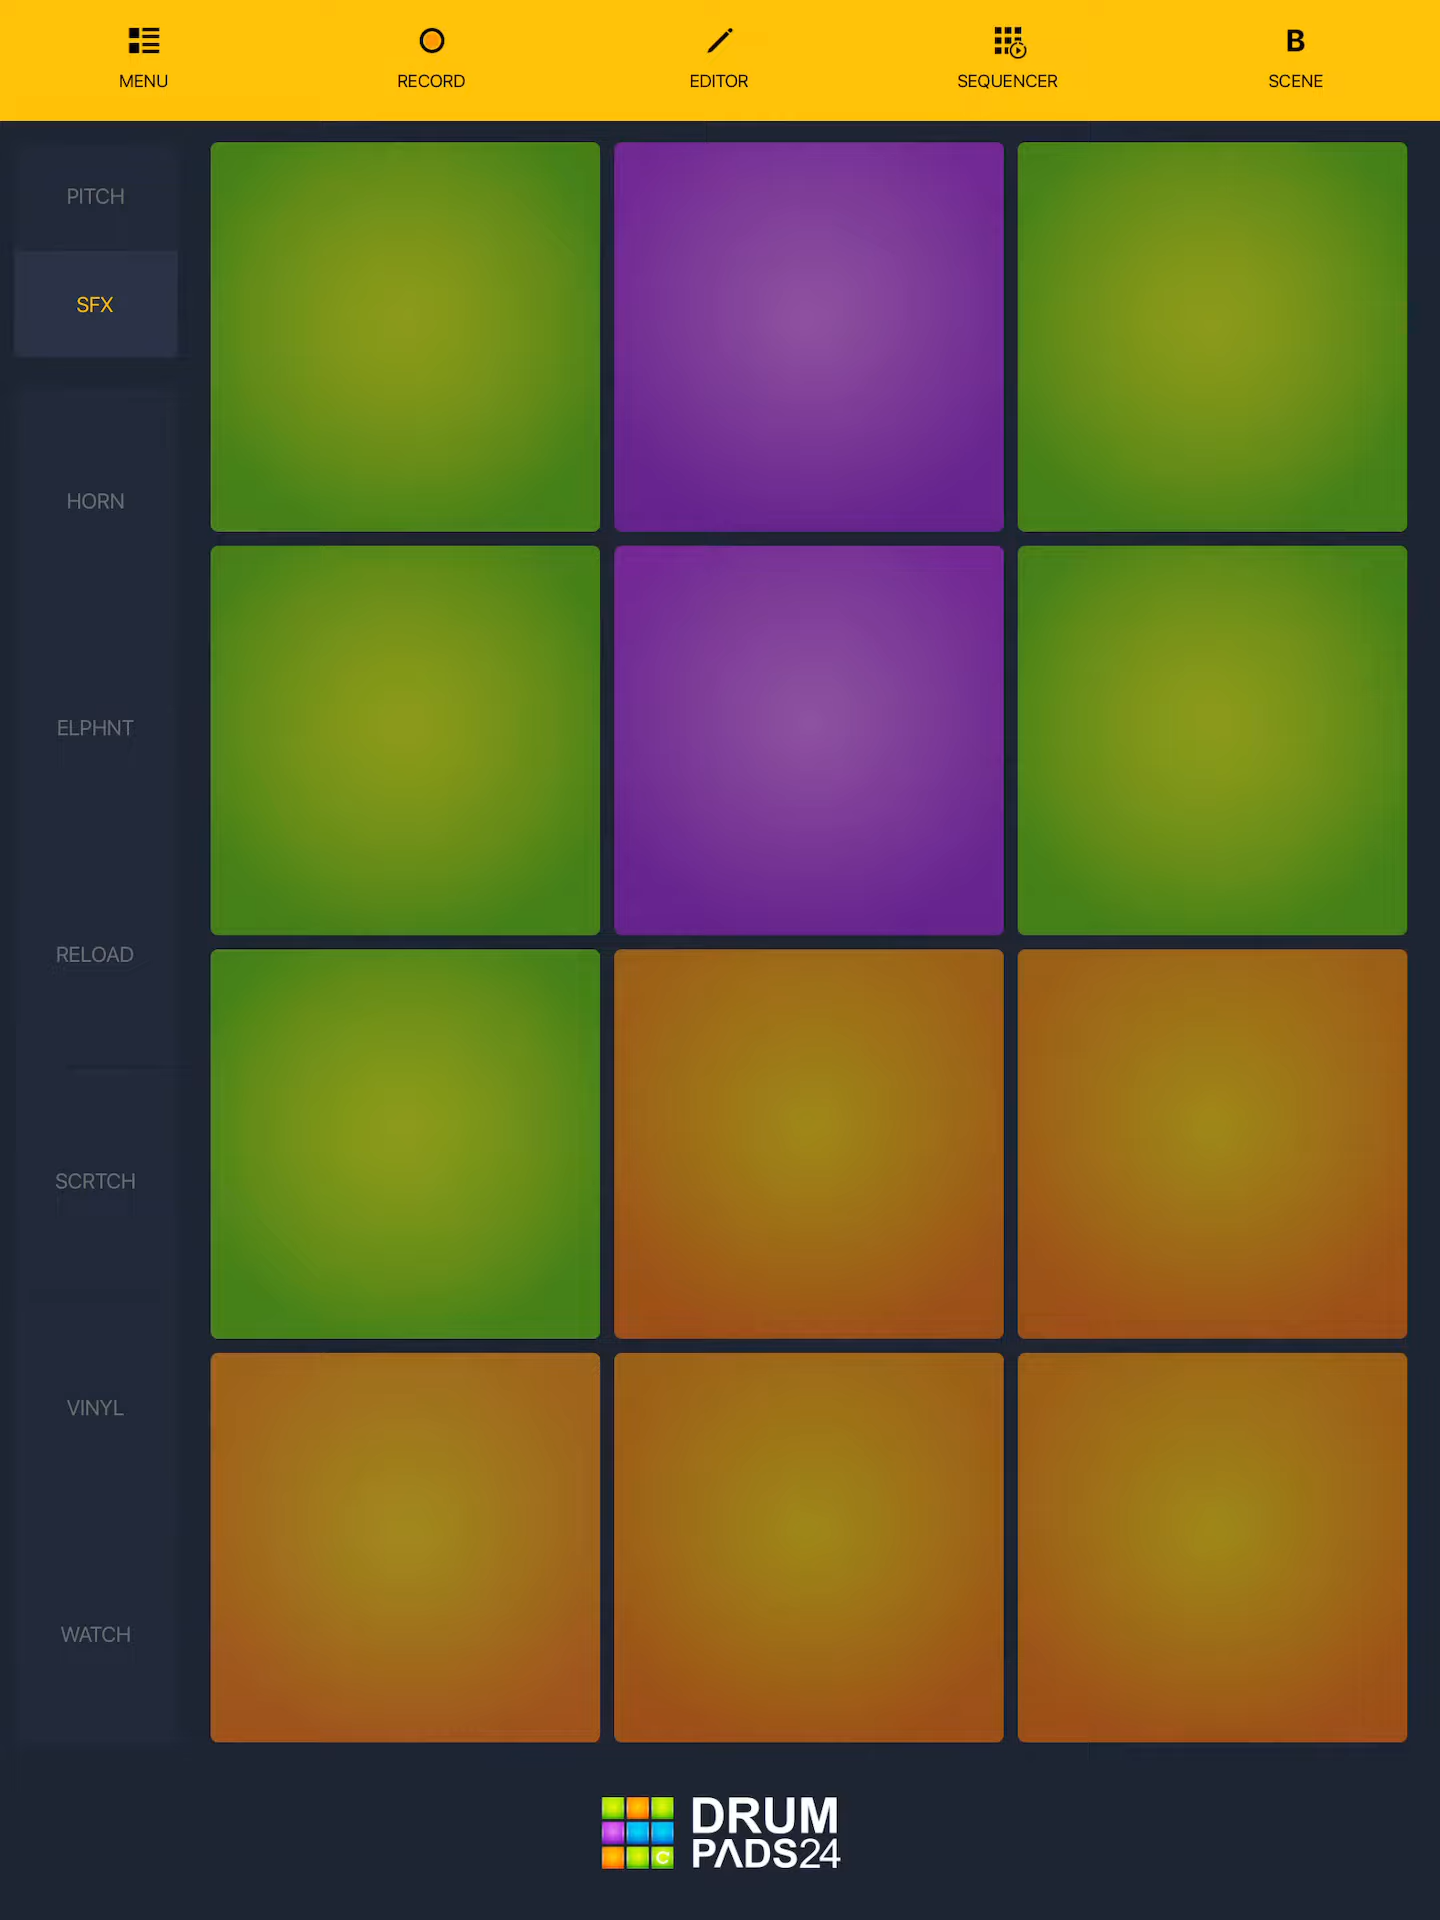 MENU
RECORD
EDITOR
B
SEQUENCER
SCENE
PITCH
SFX
HORN
ELPHNT
RELOAD
SCRTCH
VINYL
WATCH
DRUM
PADS24